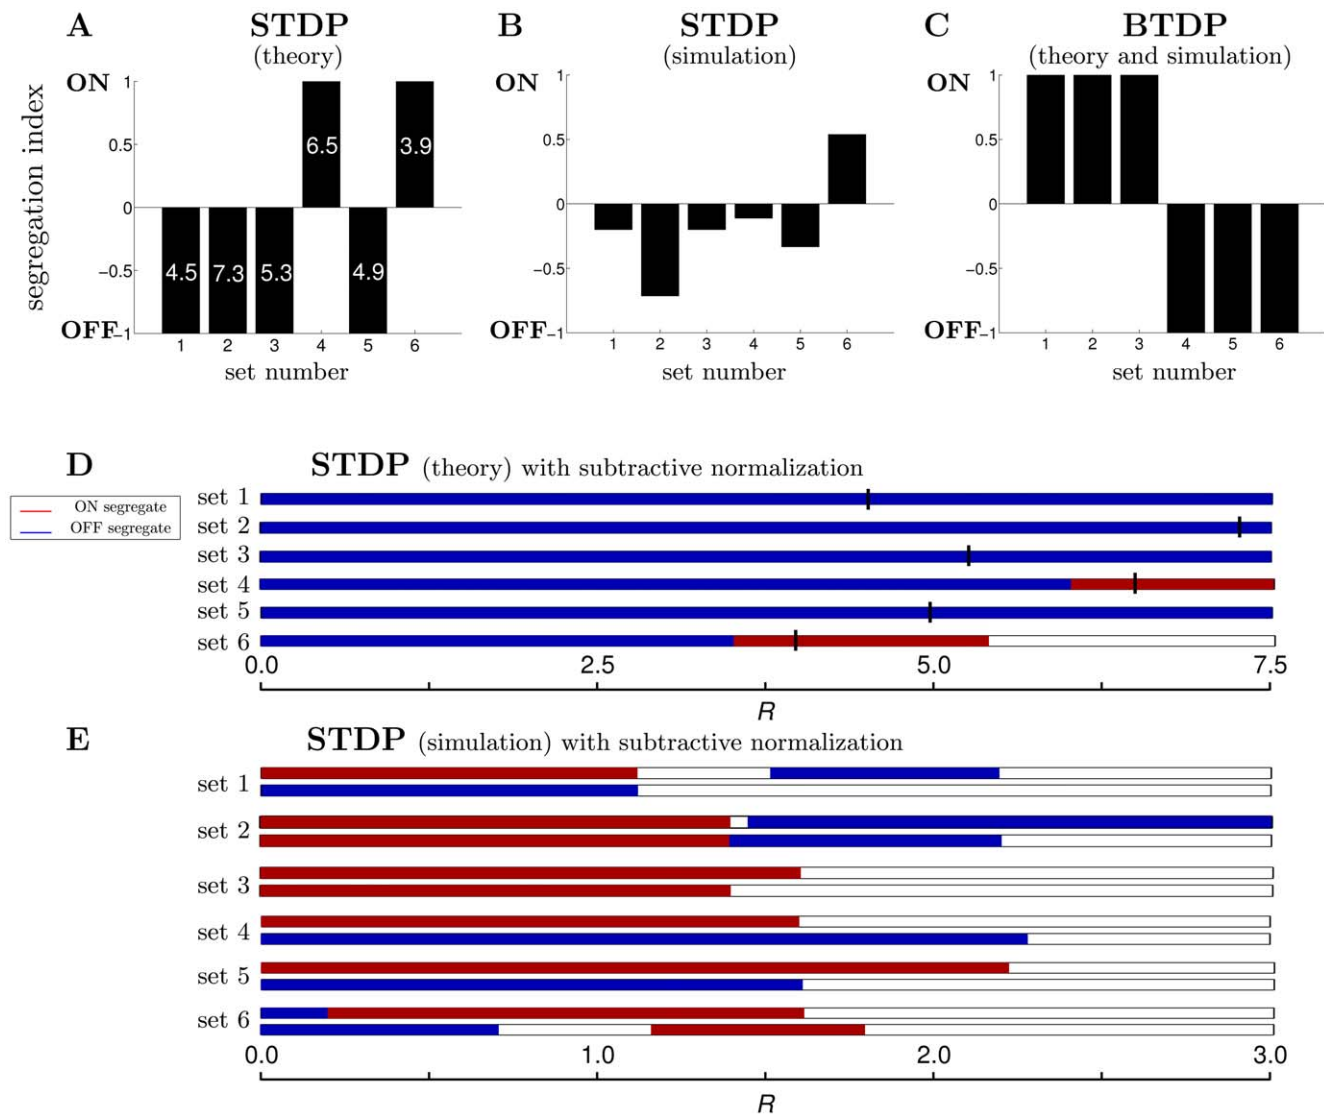 A STDP (theory)
ON
segregation index
1
0.5
0
−0.5
OFF −1
6.5 3.9
4.5 7.3 5.3 4.9
1 2 3 4 5 6
set number
B STDP (simulation)
ON
1
0.5
0
−0.5
OFF −1
1 2 3 4 5 6
set number
C BTDP (theory and simulation)
ON
1
0.5
0
−0.5
OFF −1
1 2 3 4 5 6
set number
D STDP (theory) with subtractive normalization
ON segregate
OFF segregate
set 1
set 2
set 3
set 4
set 5
set 6
0.0 2.5 5.0 7.5
R
E STDP (simulation) with subtractive normalization
set 1
set 2
set 3
set 4
set 5
set 6
0.0 1.0 2.0 3.0
R